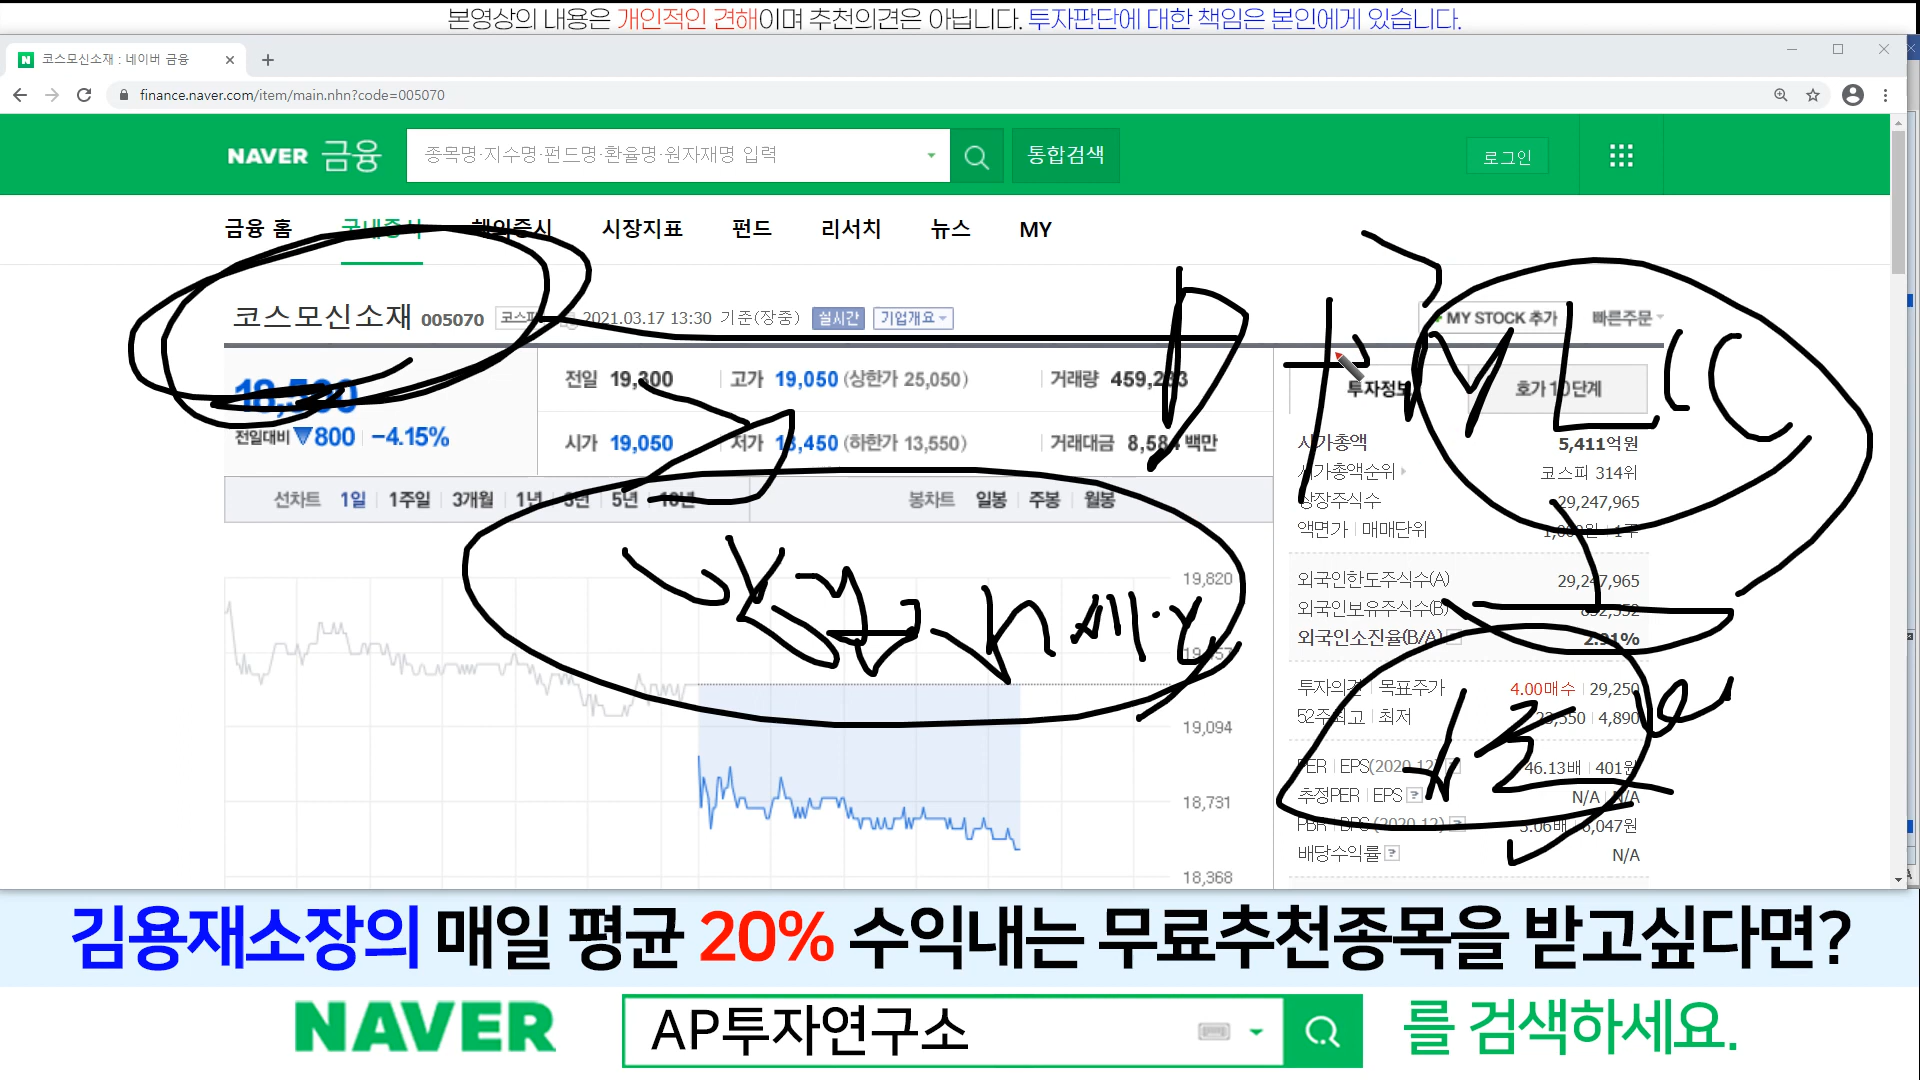 본영상의 내용은 개인적인 견해이며 추천의견은 아닙니다. 투자판단에 대한 책임은 본인에게 있습니다.
코스모신소재 : 네이버 금융
finance.naver.com/item/main.nhn?code=005070
NAVER 금융 종목명·지수명·펀드명·환율명·원자재명 입력 통합검색 로그인
금융 홈 국내증시 해외증시 시장지표 펀드 리서치 뉴스 MY
코스모신소재 005070 2021.03.17 13:30 기준(장중) 실시간 기업개요 MY STOCK 추가 빠른주문
18,500
전일대비 ▼800 −4.15%
전일 19,300 고가 19,050 (상한가 25,050) 거래량
시가 19,050 저가 18,450 (하한가 13,550) 거래대금 8,584 백만
MLCC
투자정보 호가 10단계
시가총액 5,411억원
시가총액순위 코스피 314위
상장주식수 29,247,965
액면가 매매단위
선차트 1일 1주일 3개월 1년 3년 5년 10년 봉차트 일봉 주봉 월봉
외국인한도주식수(A) 29,247,965
외국인보유주식수(B)
외국인소진율(B/A)
투자의견 목표주가 4.00매수 29,250
52주최고 최저 4,890
PER EPS(2020.12) 46.13배 401원
추정PER EPS N/A N/A
PBR BPS (2020.12) 3.06배 6,047원
배당수익률 N/A
19,820
19,094
18,731
18,368
김용재소장의 매일 평균 20% 수익내는 무료추천종목을 받고싶다면?
NAVER AP투자연구소 를 검색하세요.